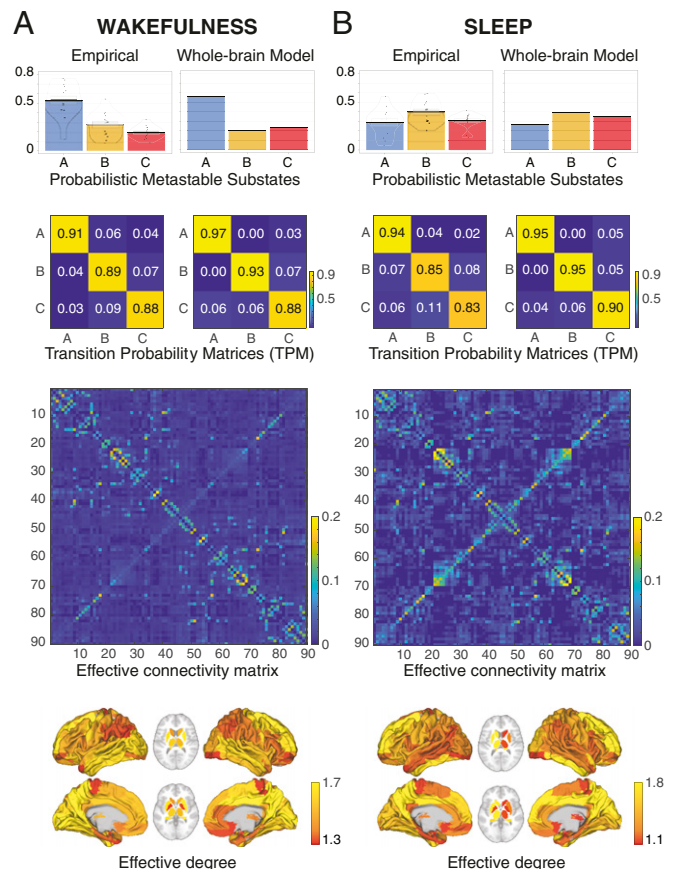 A WAKEFULNESS B SLEEP
Empirical Whole-brain Model Empirical Whole-brain Model
0.8 0.8
0.5 0.5
0 0
A B C A B C A B C A B C
Probabilistic Metastable Substates Probabilistic Metastable Substates
A 0.91 0.06 0.04 A 0.97 0.00 0.03 A 0.94 0.04 0.02 A 0.95 0.00 0.05
B 0.04 0.89 0.07 B 0.00 0.93 0.07 0.9 B 0.07 0.85 0.08 B 0.00 0.95 0.05 0.9
0.5 0.5
C 0.03 0.09 0.88 C 0.06 0.06 0.88 C 0.06 0.11 0.83 C 0.04 0.06 0.90
A B C A B C A B C A B C
Transition Probability Matrices (TPM) Transition Probability Matrices (TPM)
10 10
20 20
30 30
40 40
50 0.2 50 0.2
60 60
70 0.1 70 0.1
80 80
90 0 90 0
10 20 30 40 50 60 70 80 90 10 20 30 40 50 60 70 80 90
Effective connectivity matrix Effective connectivity matrix
1.7 1.8
1.3 1.1
Effective degree Effective degree